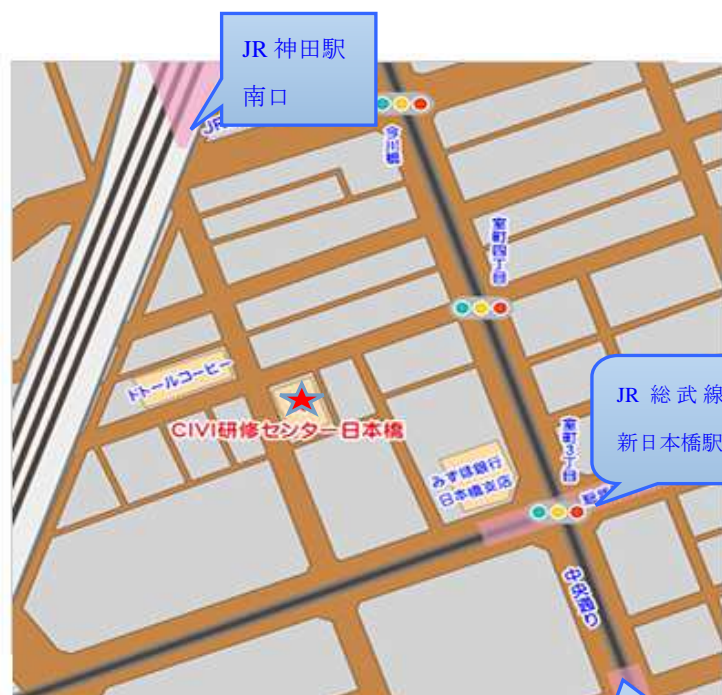 JR 神田駅
南口
JR
今川橋
室町四丁目
ドトールコーヒー
CIVI研修センター日本橋
JR 総武線
新日本橋駅
室町3丁目
みずほ銀行
日本橋支店
中央通り